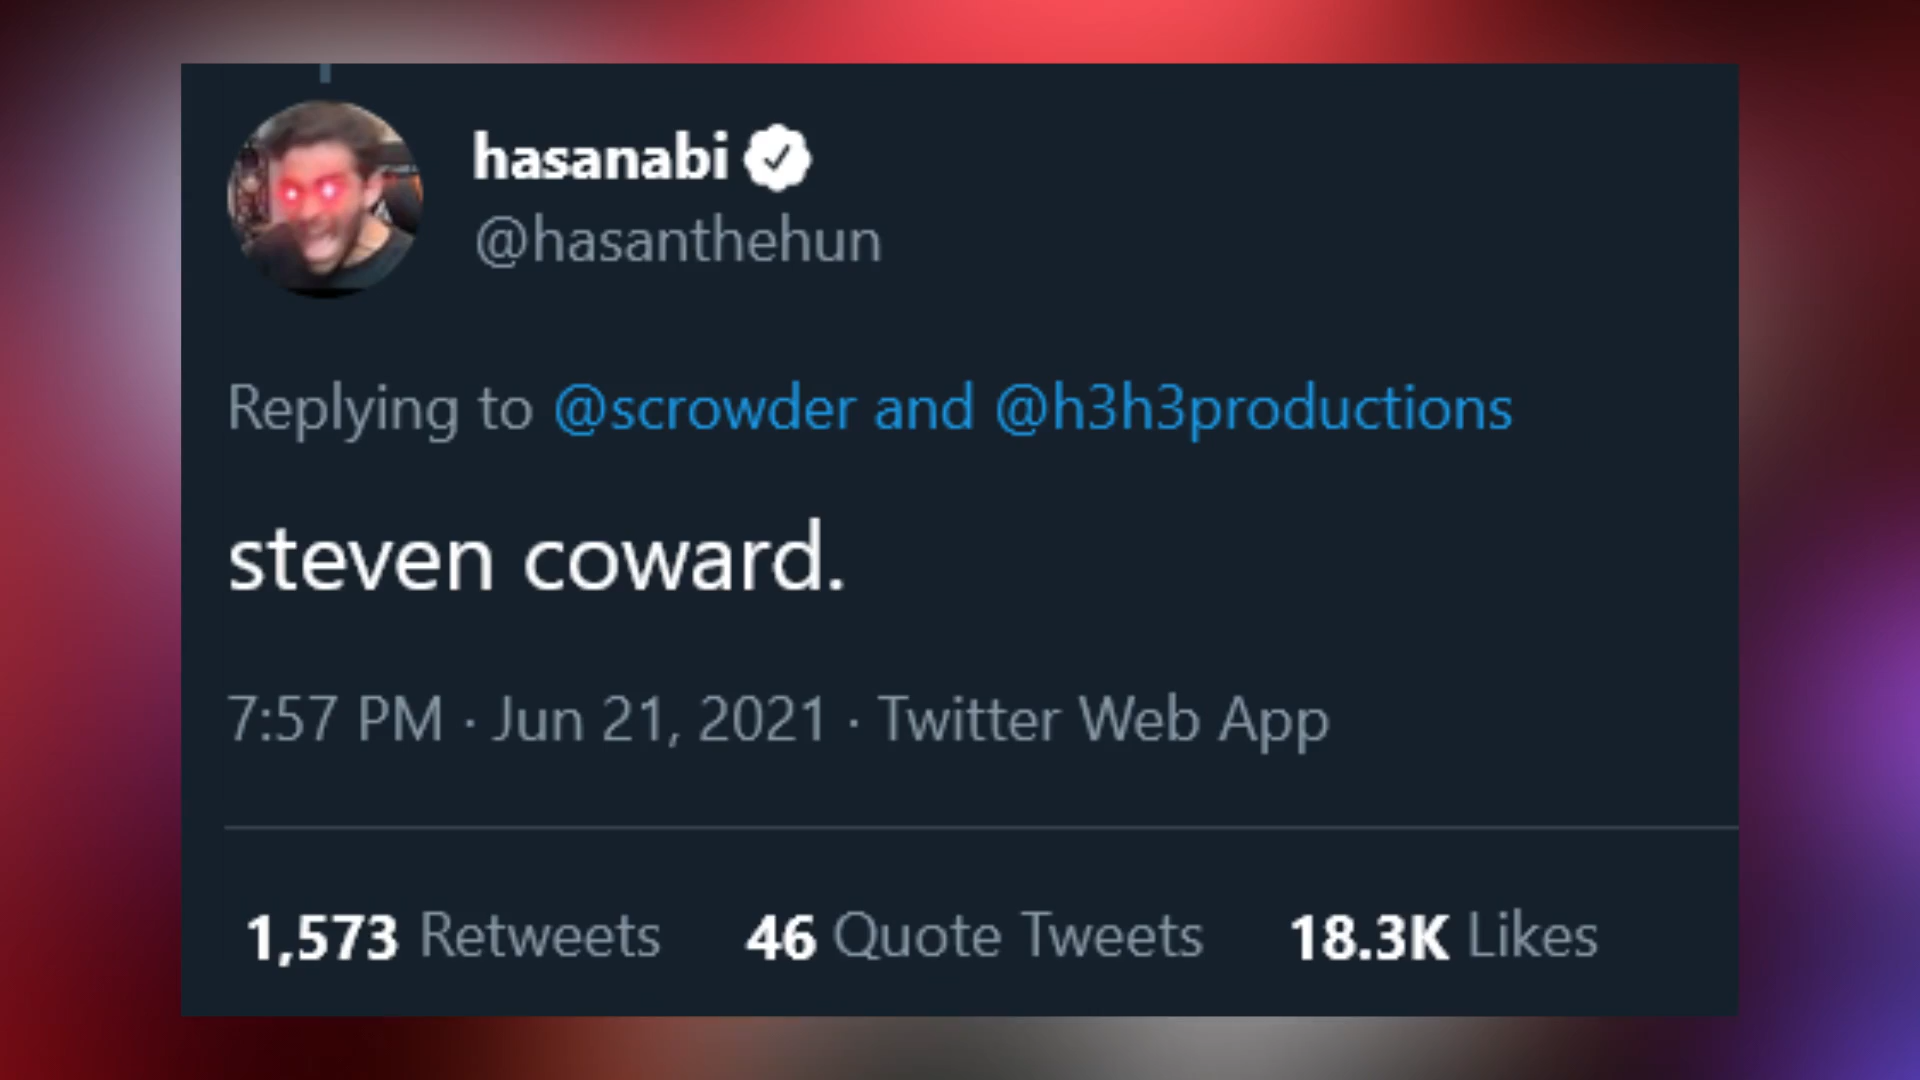 hasanabi
@hasanthehun
Replying to @scrowder and @h3h3productions
steven coward.
7:57 PM · Jun 21, 2021 · Twitter Web App
1,573 Retweets 46 Quote Tweets 18.3K Likes